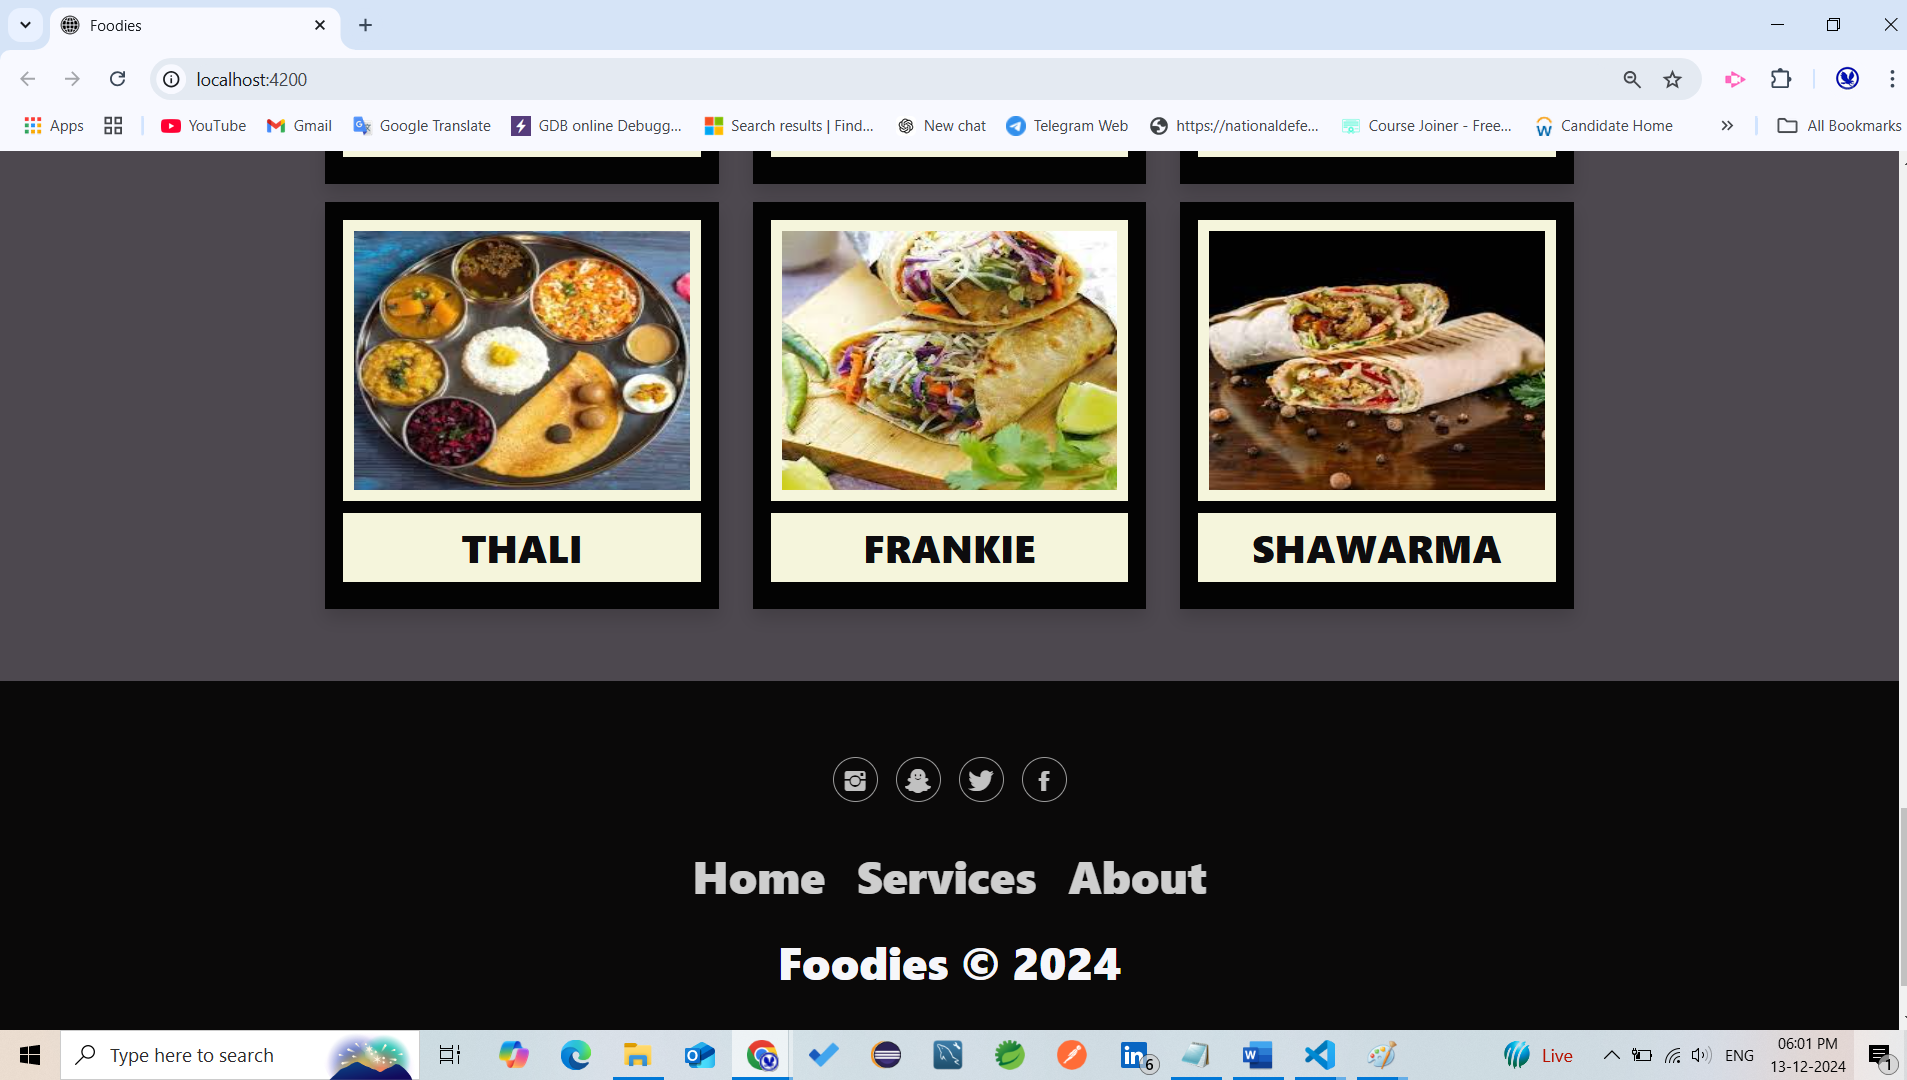 Foodies
localhost:4200
Apps YouTube Gmail Google Translate GDB online Debugg... Search results | Find... New chat Telegram Web https://nationaldefe... Course Joiner - Free... Candidate Home » All Bookmarks
THALI FRANKIE SHAWARMA
Home Services About
Foodies © 2024
Type here to search
Live
ENG
06:01 PM
13-12-2024
6
1